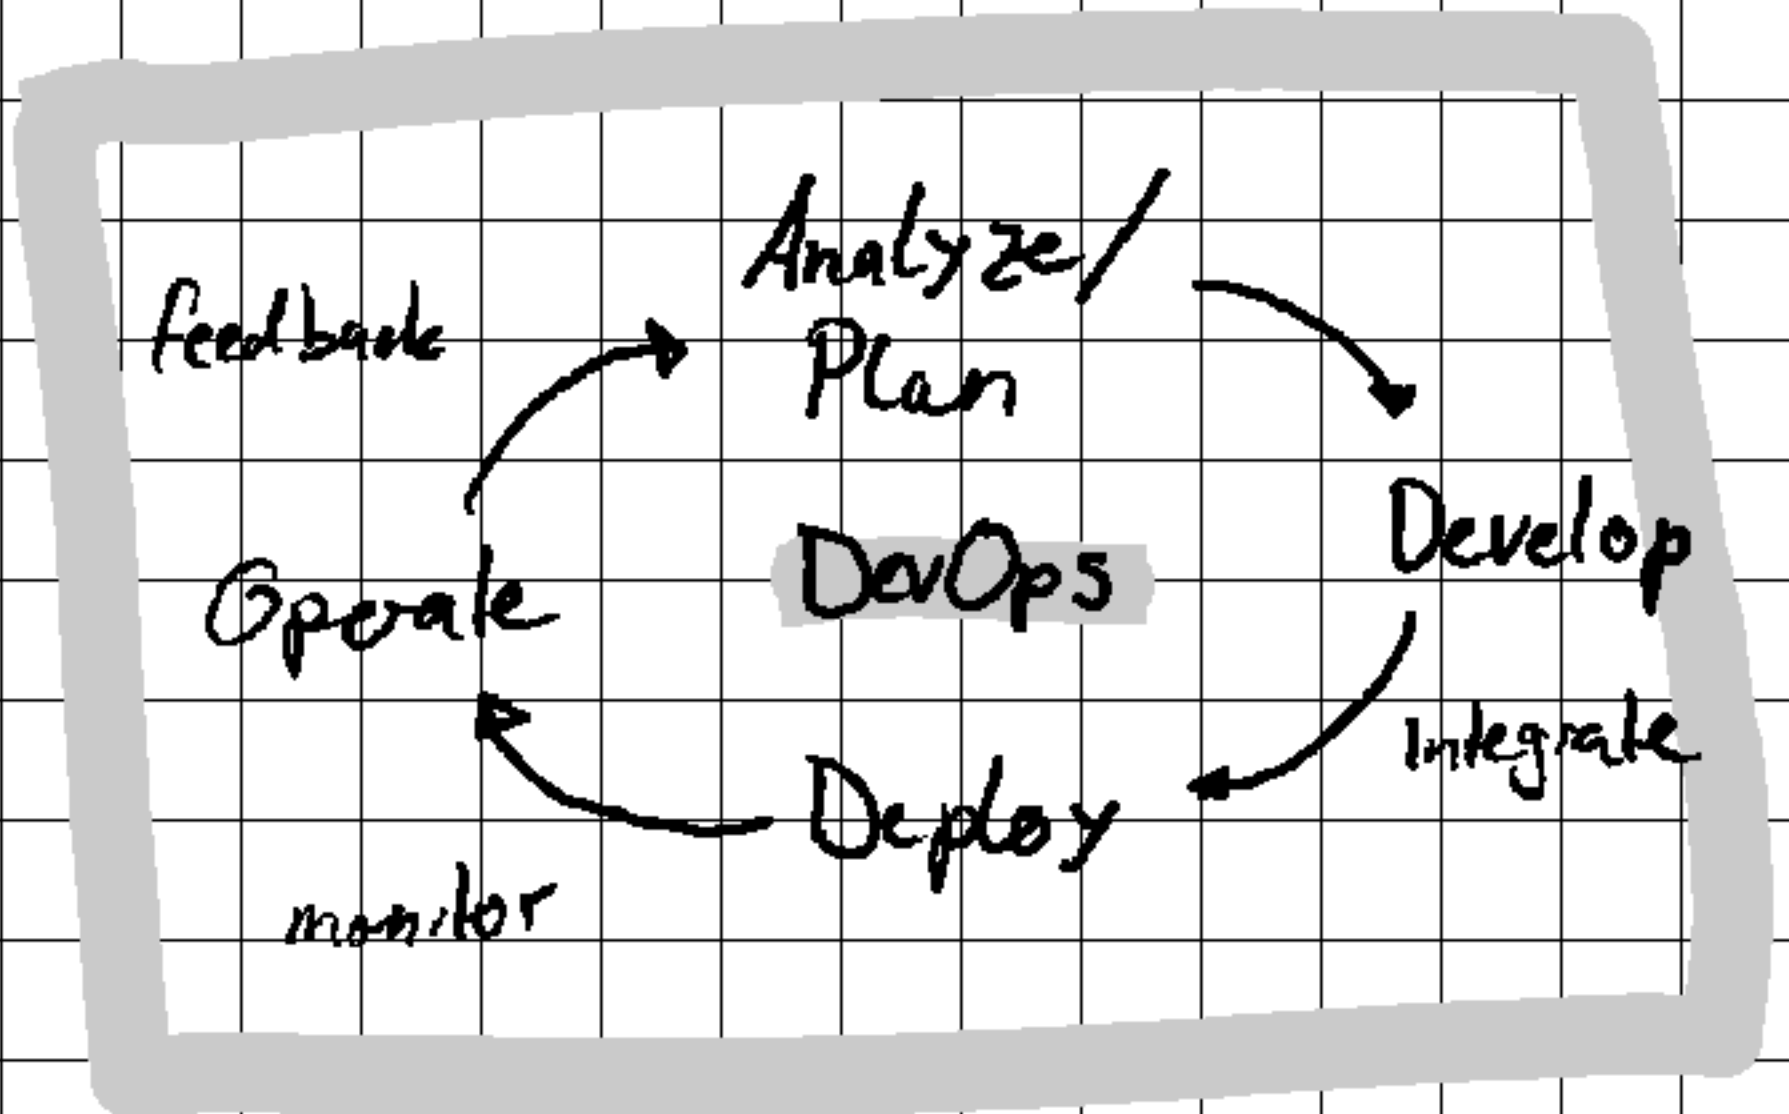 Analyze/
Plan
feedback
Develop
DevOps
Operate
Integrate
Deploy
monitor